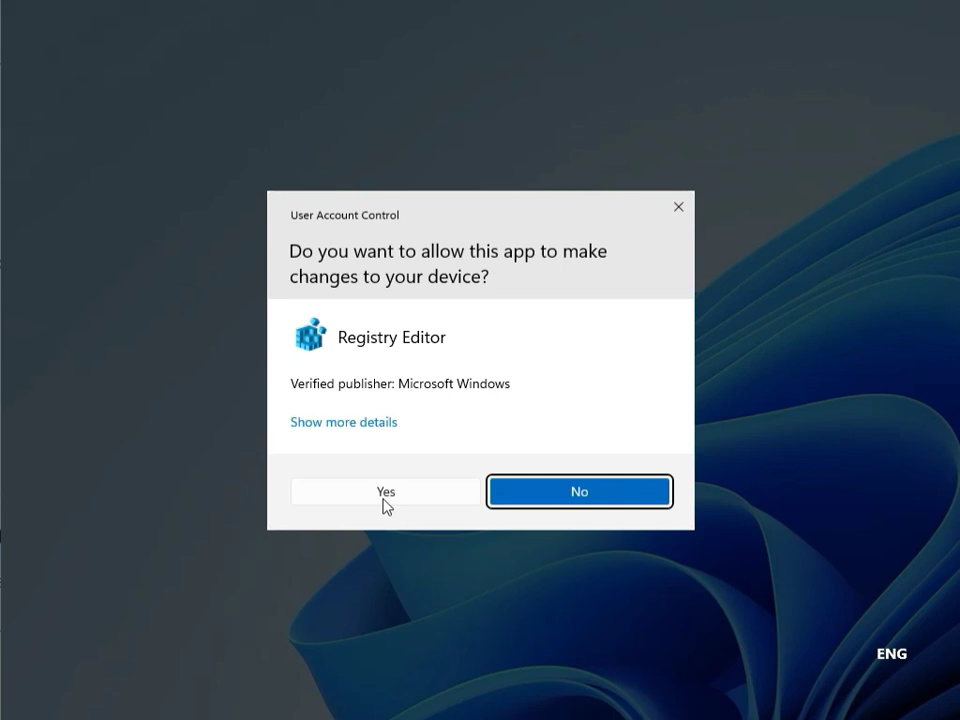 User Account Control
Do you want to allow this app to make
changes to your device?
Registry Editor
Verified publisher: Microsoft Windows
Show more details
Yes
No
ENG